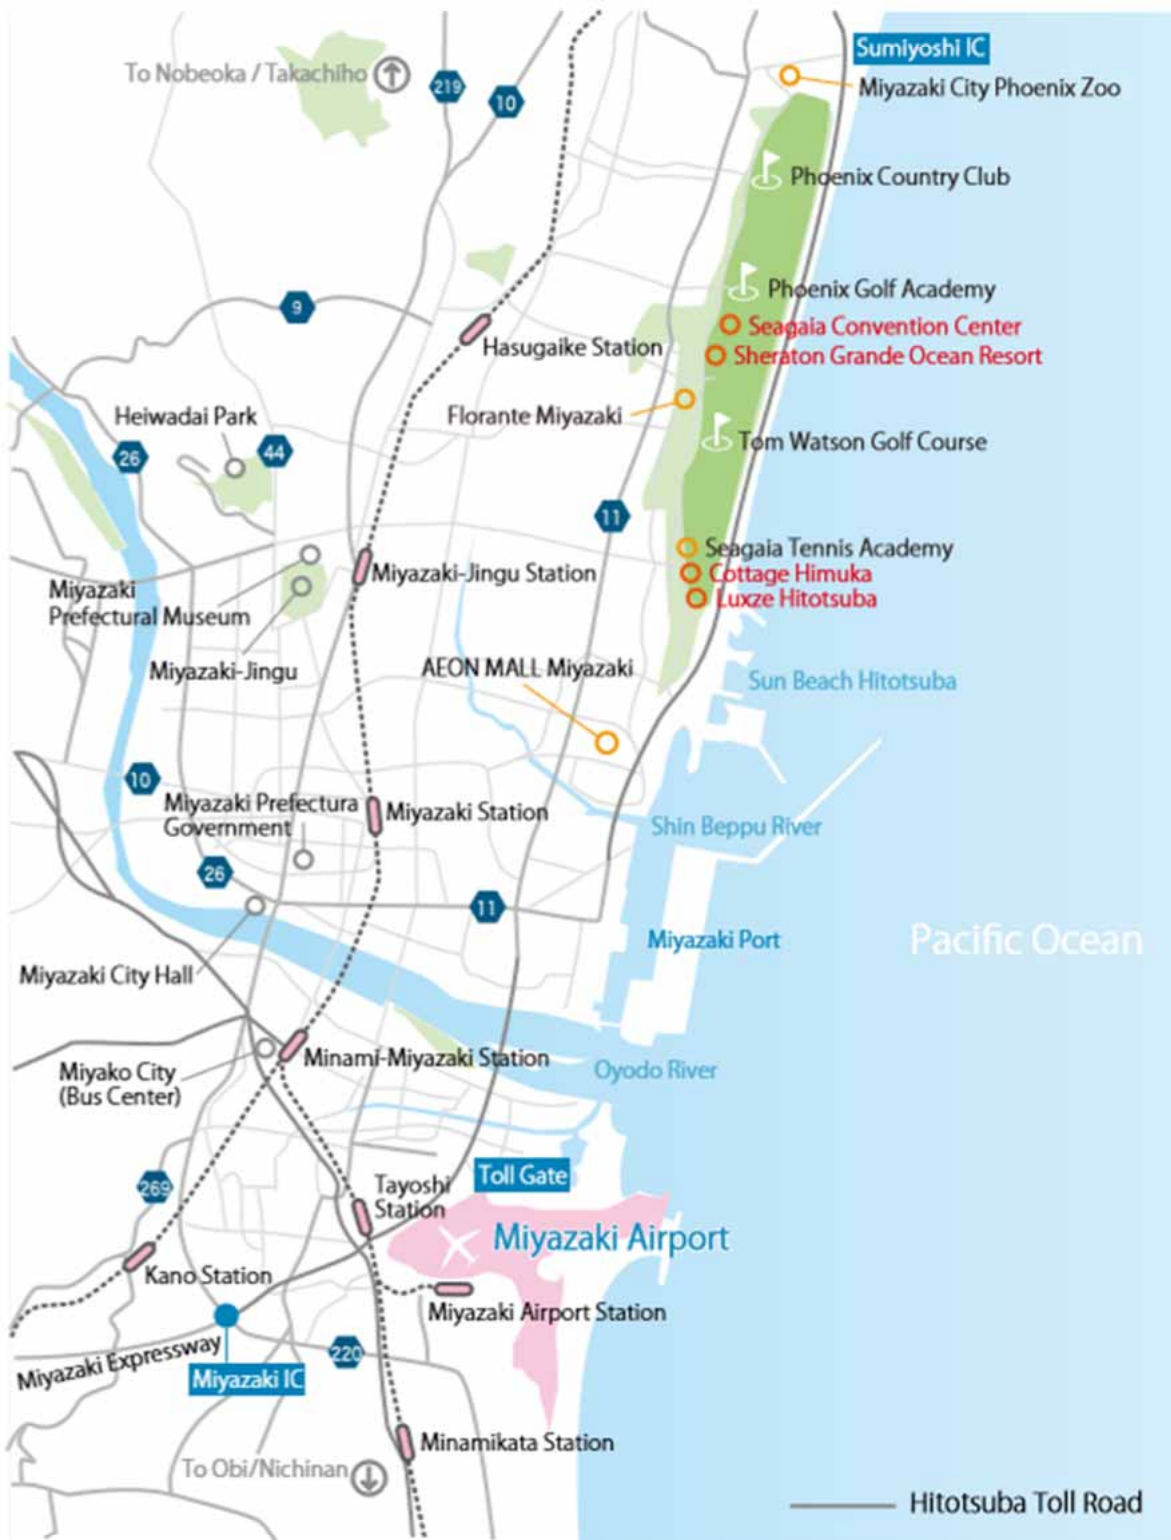 Sumiyoshi IC
To Nobeoka / Takachiho
219
10
Miyazaki City Phoenix Zoo
Phoenix Country Club
Phoenix Golf Academy
9
Seagaia Convention Center
Hasugaike Station
Sheraton Grande Ocean Resort
Heiwadai Park
Florante Miyazaki
26
44
Tom Watson Golf Course
11
Seagaia Tennis Academy
Miyazaki-Jingu Station
Cottage Himuka
Miyazaki
Prefectural Museum
Luxze Hitotsuba
Miyazaki-Jingu
AEON MALL Miyazaki
Sun Beach Hitotsuba
10
Miyazaki Prefectura
Government
Miyazaki Station
Shin Beppu River
26
11
Miyazaki Port
Pacific Ocean
Miyazaki City Hall
Minami-Miyazaki Station
Oyodo River
Miyako City
(Bus Center)
269
Tayoshi
Station
Toll Gate
Miyazaki Airport
Kano Station
Miyazaki Airport Station
Miyazaki Expressway
220
Miyazaki IC
Minamikata Station
To Obi/Nichinan
Hitotsuba Toll Road